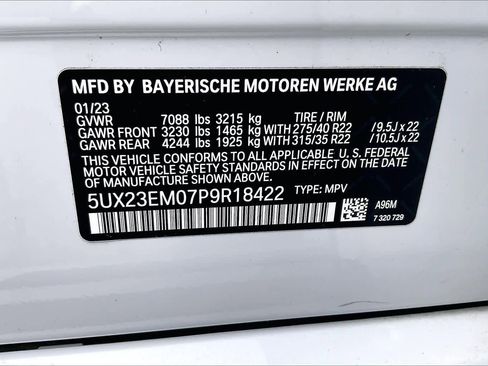 MFD BY BAYERISCHE MOTOREN WERKE AG
01/23
GVWR 7088 lbs 3215 kg TIRE / RIM
GAWR FRONT 3230 lbs 1465 kg WITH 275/40 R22 / 9,5J x 22
GAWR REAR 4244 lbs 1925 kg WITH 315/35 R22 / 10,5J x 22
THIS VEHICLE CONFORMS TO ALL APPLICABLE U. S. FEDERAL
MOTOR VEHICLE SAFETY STANDARDS IN EFFECT ON THE
DATE OF MANUFACTURE SHOWN ABOVE.
5UX23EM07P9R18422 TYPE: MPV
A96M
7 320 729